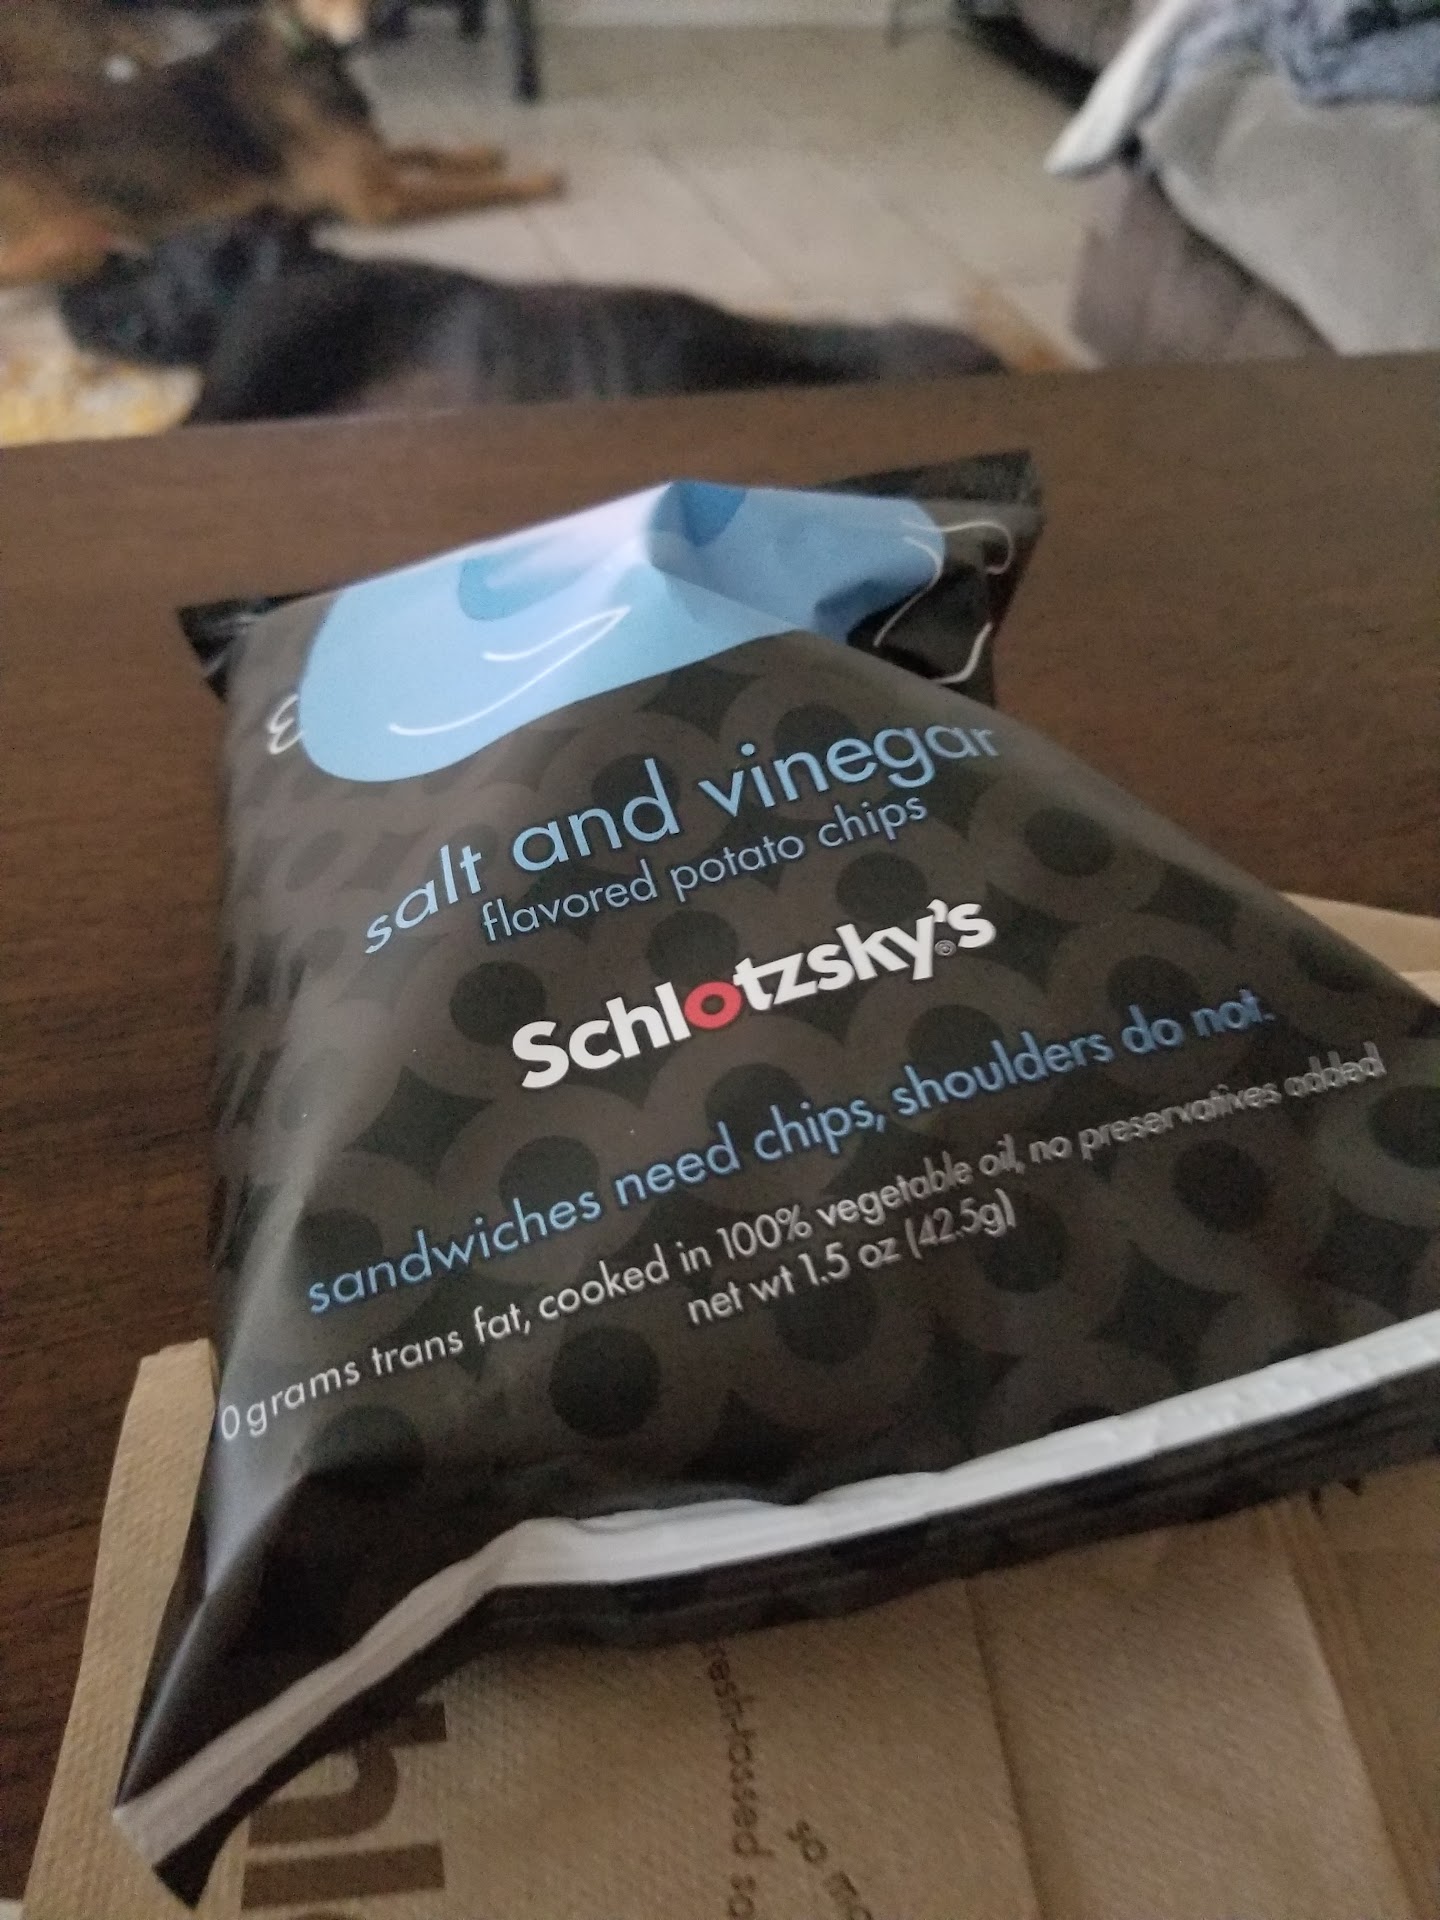 salt and vinegar
flavored potato chips
Schlotzsky's®
sandwiches need chips, shoulders do not.
0 grams trans fat, cooked in 100% vegetable oil, no preservatives added
net wt 1.5 oz (42.5g)